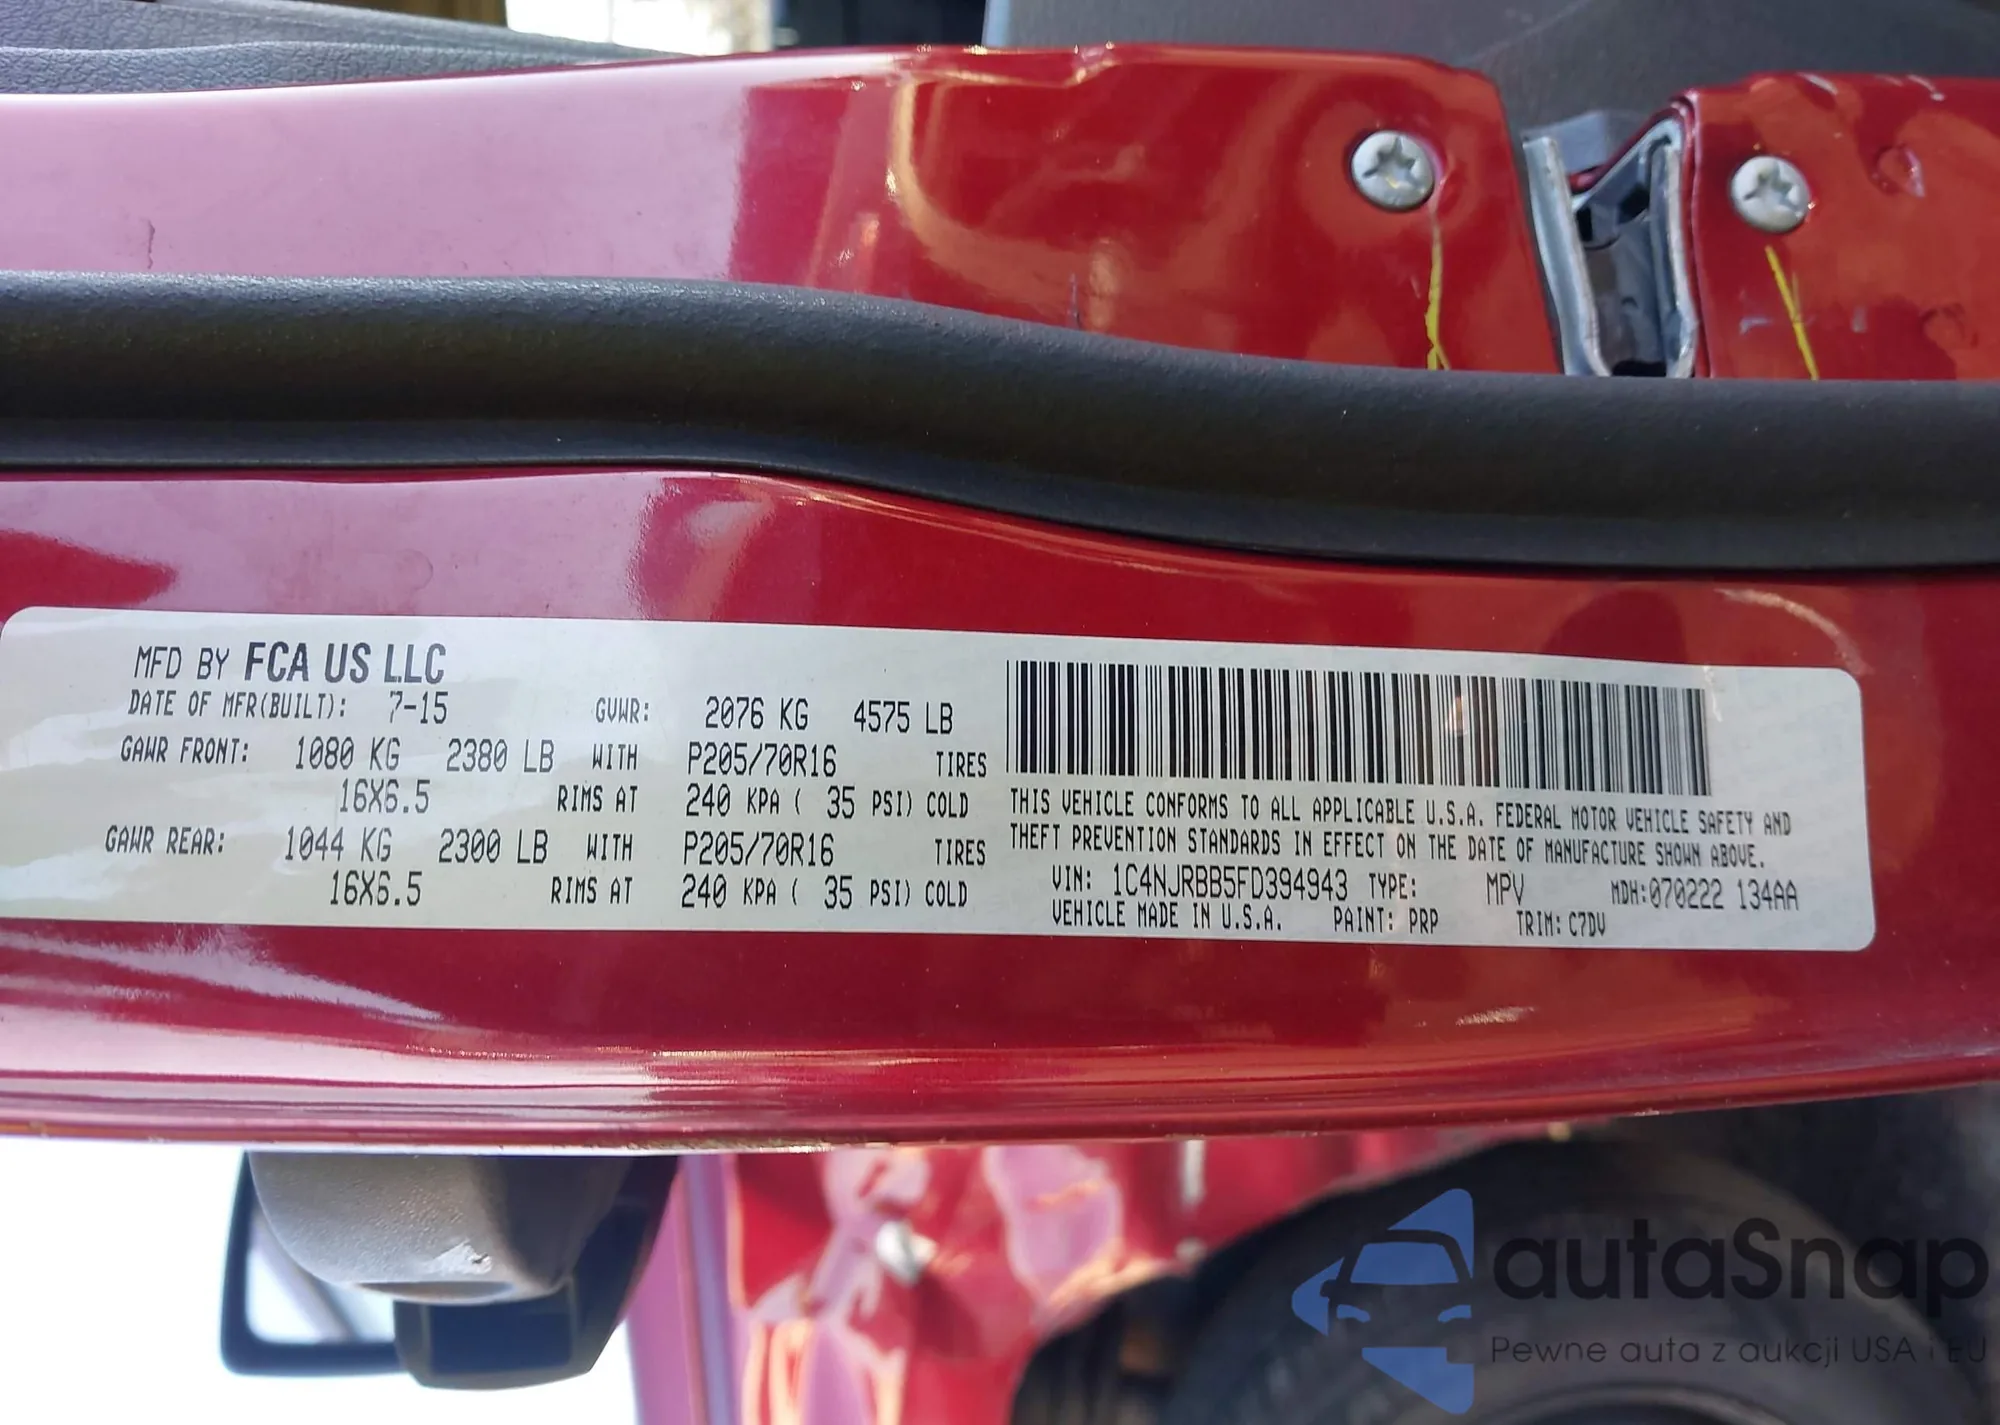 MFD BY FCA US LLC
DATE OF MFR(BUILT): 7-15 GVWR: 2076 KG 4575 LB
GAWR FRONT: 1080 KG 2380 LB WITH P205/70R16 TIRES
16X6.5 RIMS AT 240 KPA ( 35 PSI) COLD
GAWR REAR: 1044 KG 2300 LB WITH P205/70R16 TIRES
16X6.5 RIMS AT 240 KPA ( 35 PSI) COLD
THIS VEHICLE CONFORMS TO ALL APPLICABLE U.S.A. FEDERAL MOTOR VEHICLE SAFETY AND
THEFT PREVENTION STANDARDS IN EFFECT ON THE DATE OF MANUFACTURE SHOWN ABOVE.
VIN: 1C4NJRBB5FD394943 TYPE: MPV MDH:070222 134AA
VEHICLE MADE IN U.S.A. PAINT: PRP TRIM: C7DV
autaSnap
Pewne auta z aukcji USA i EU